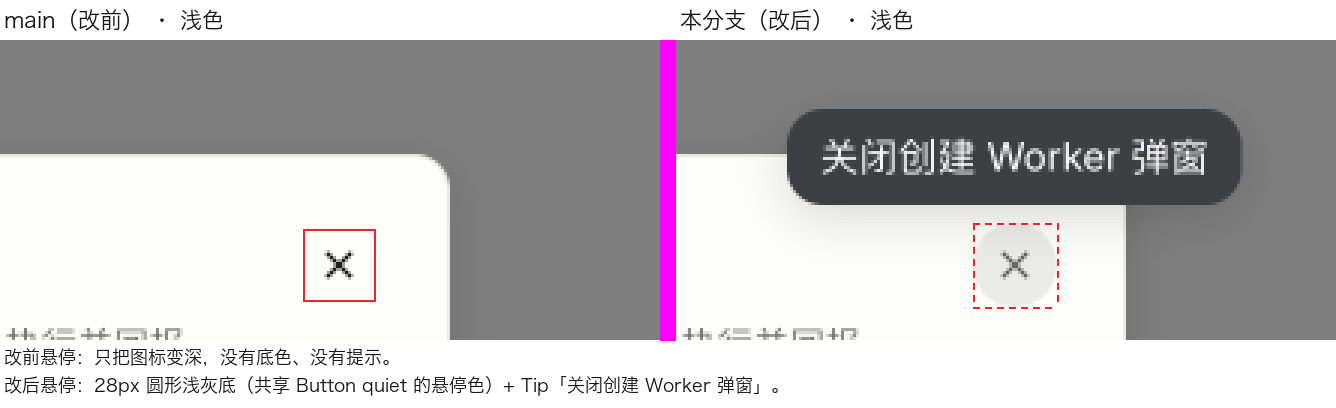 main（改前） · 浅色
本分支（改后） · 浅色
关闭创建 Worker 弹窗
改前悬停：只把图标变深，没有底色、没有提示。
改后悬停：28px 圆形浅灰底（共享 Button quiet 的悬停色）+ Tip「关闭创建 Worker 弹窗」。